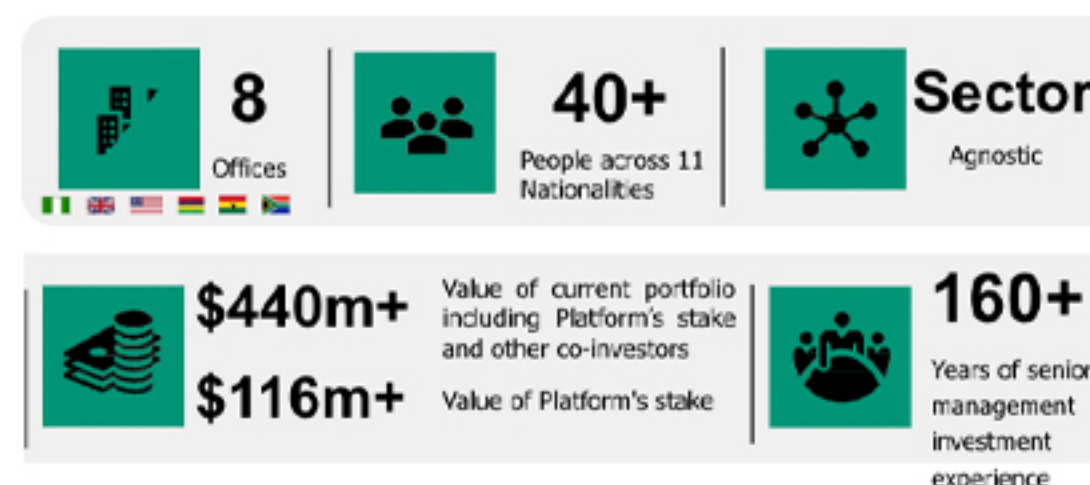 8
Offices
40+
People across 11
Nationalities
Sector
Agnostic
$440m+
Value of current portfolio
including Platform's stake
and other co-investors
$116m+
Value of Platform's stake
160+
Years of senior
management
investment
experience